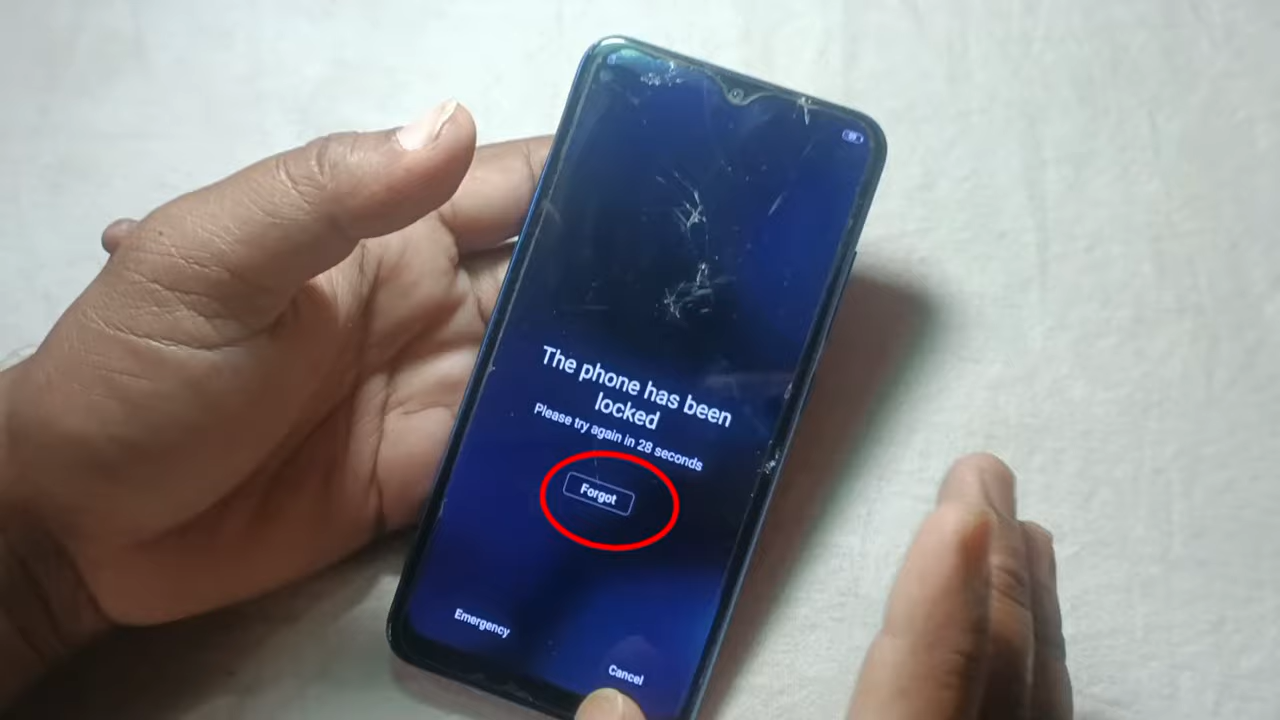 The phone has been
locked
Please try again in 28 seconds
Forgot
Emergency
Cancel